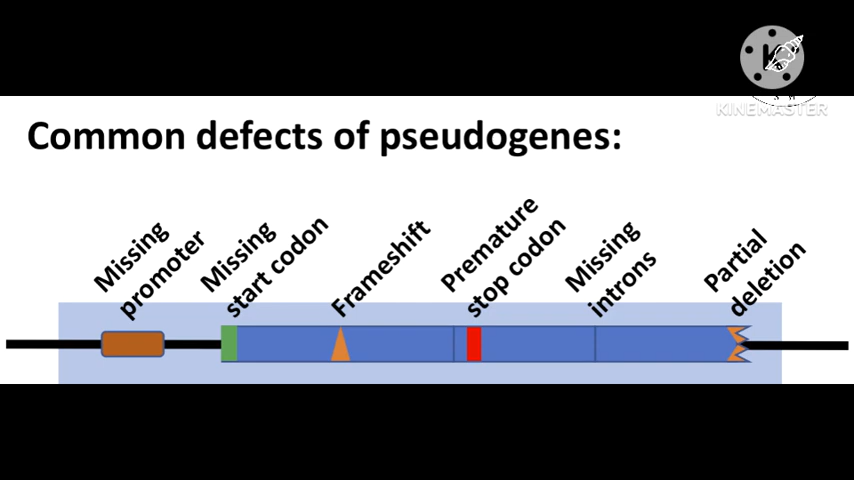 KINEMASTER
Common defects of pseudogenes:
Missing
promoter
Missing
start codon
Frameshift
Premature
stop codon
Missing
introns
Partial
deletion